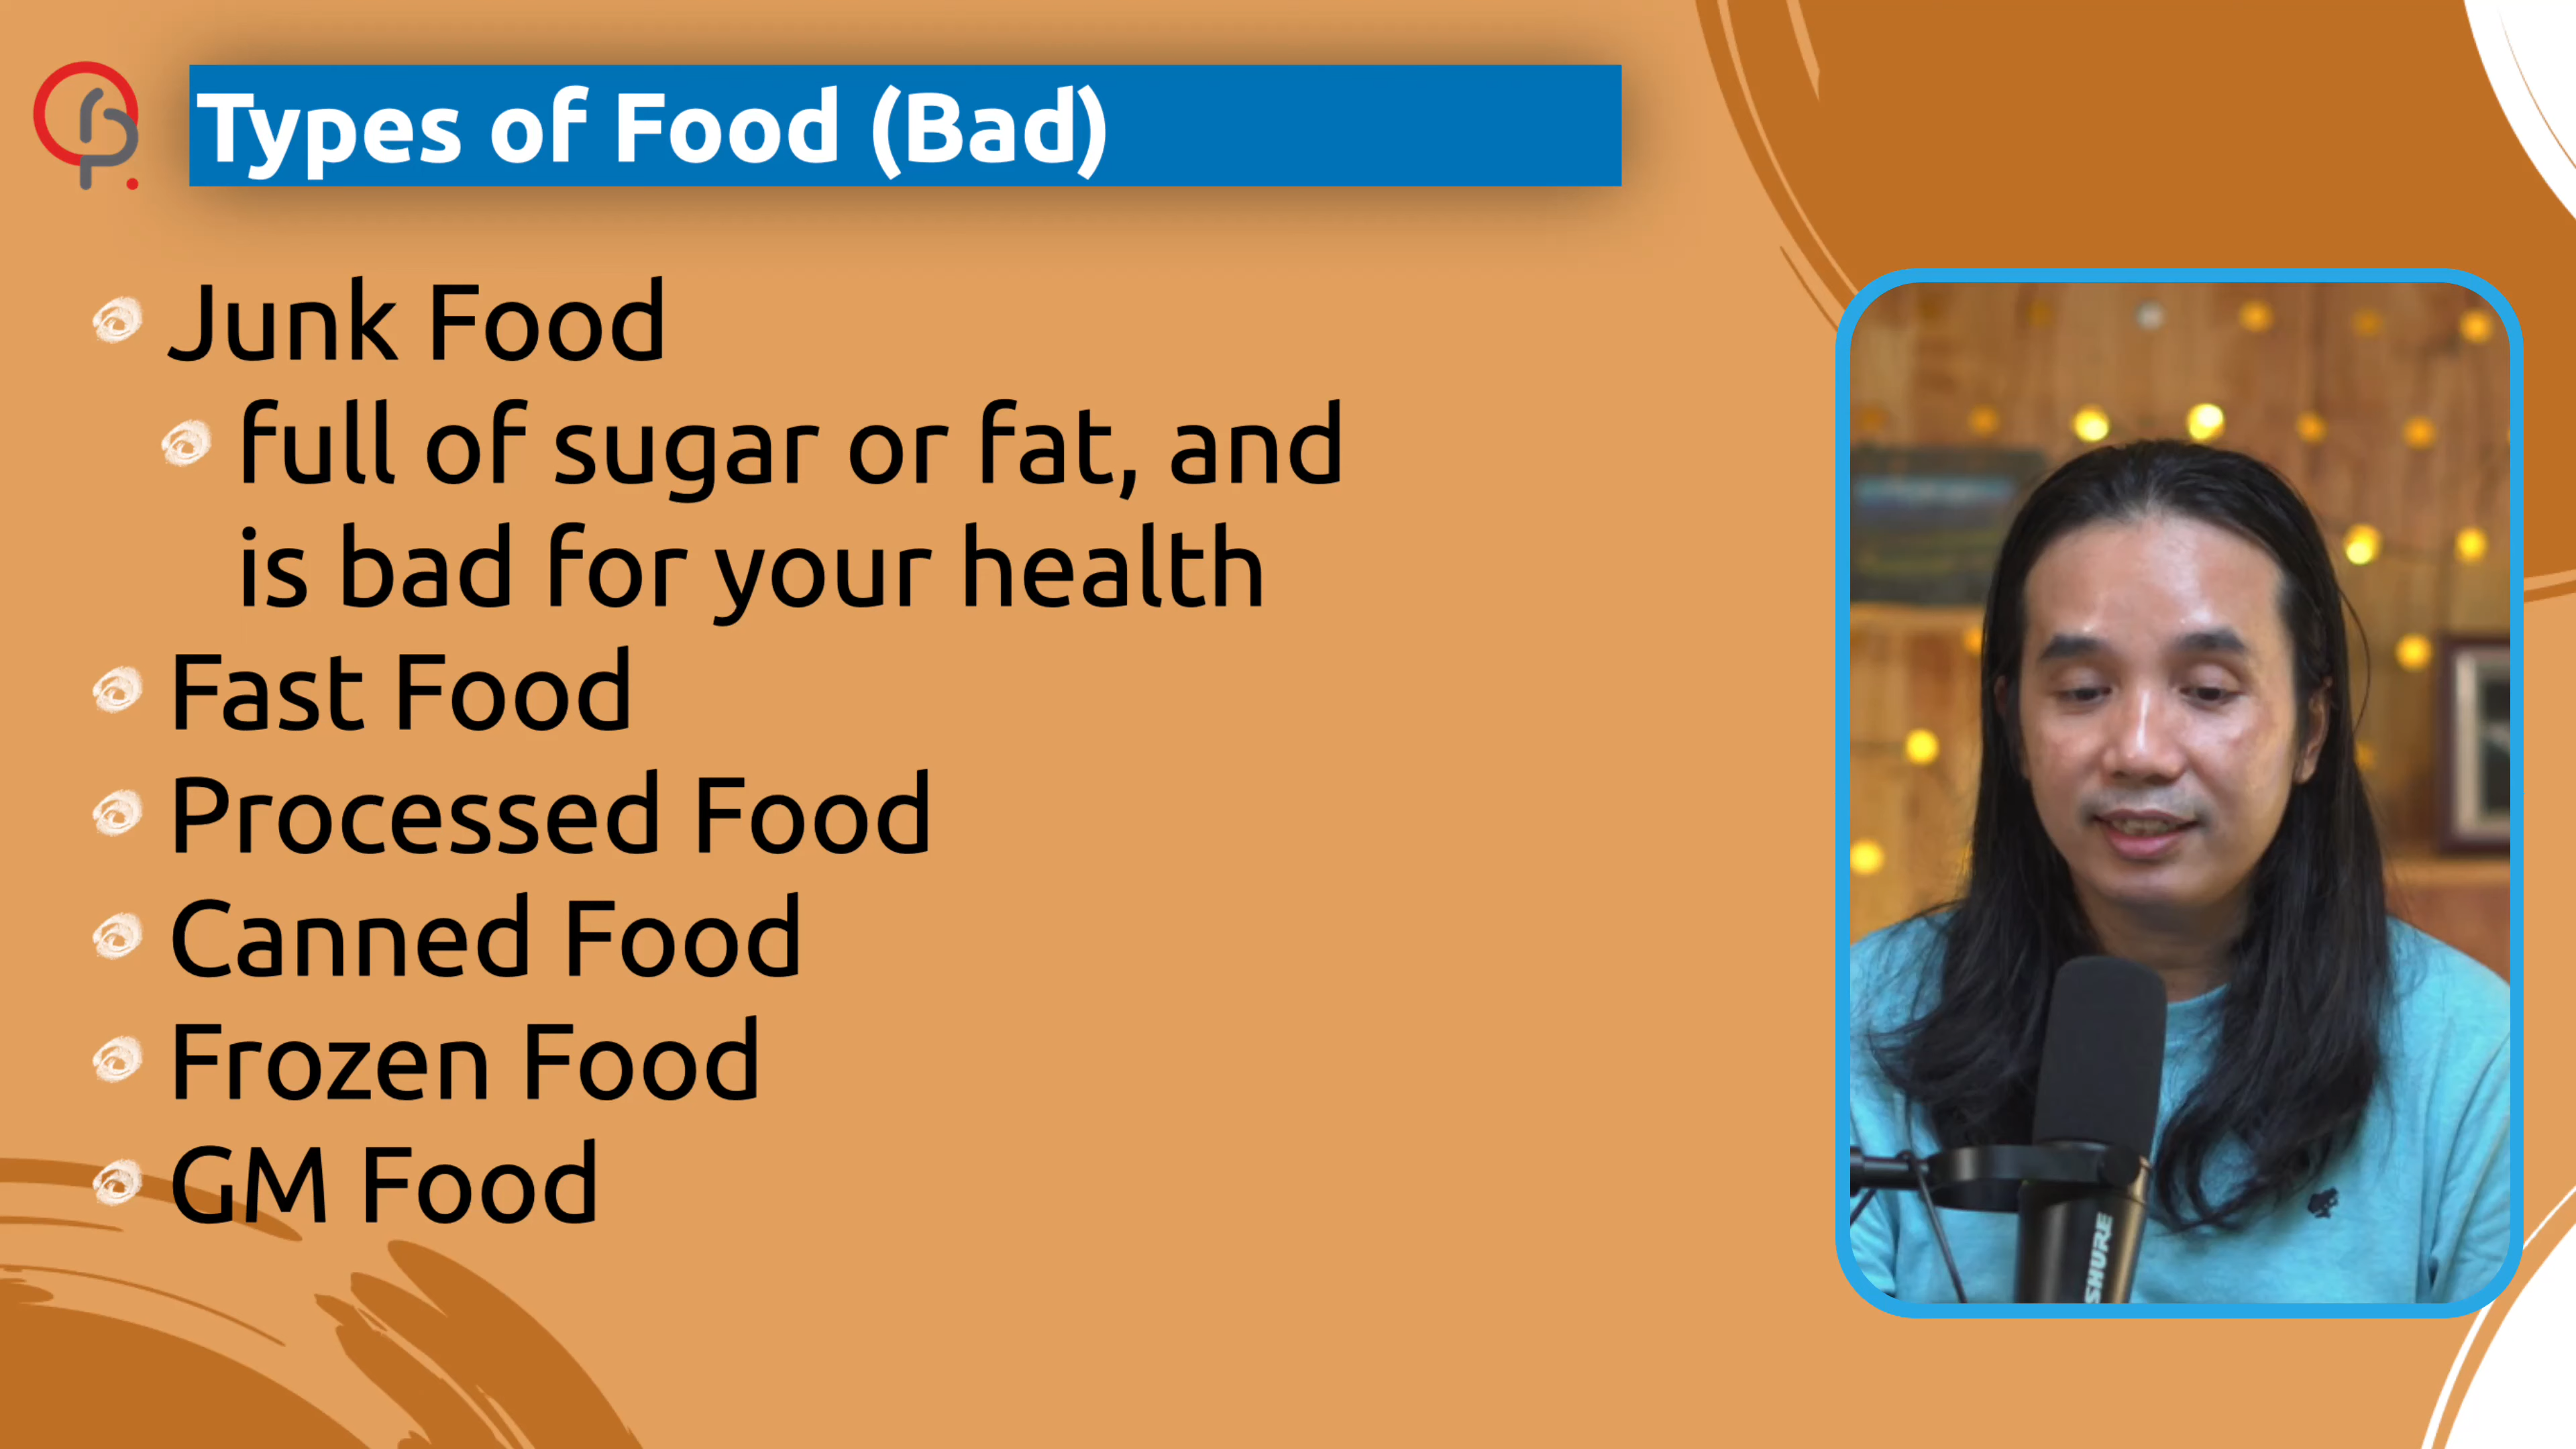 Types of Food (Bad)
Junk Food
full of sugar or fat, and
is bad for your health
Fast Food
Processed Food
Canned Food
Frozen Food
GM Food
SHURE